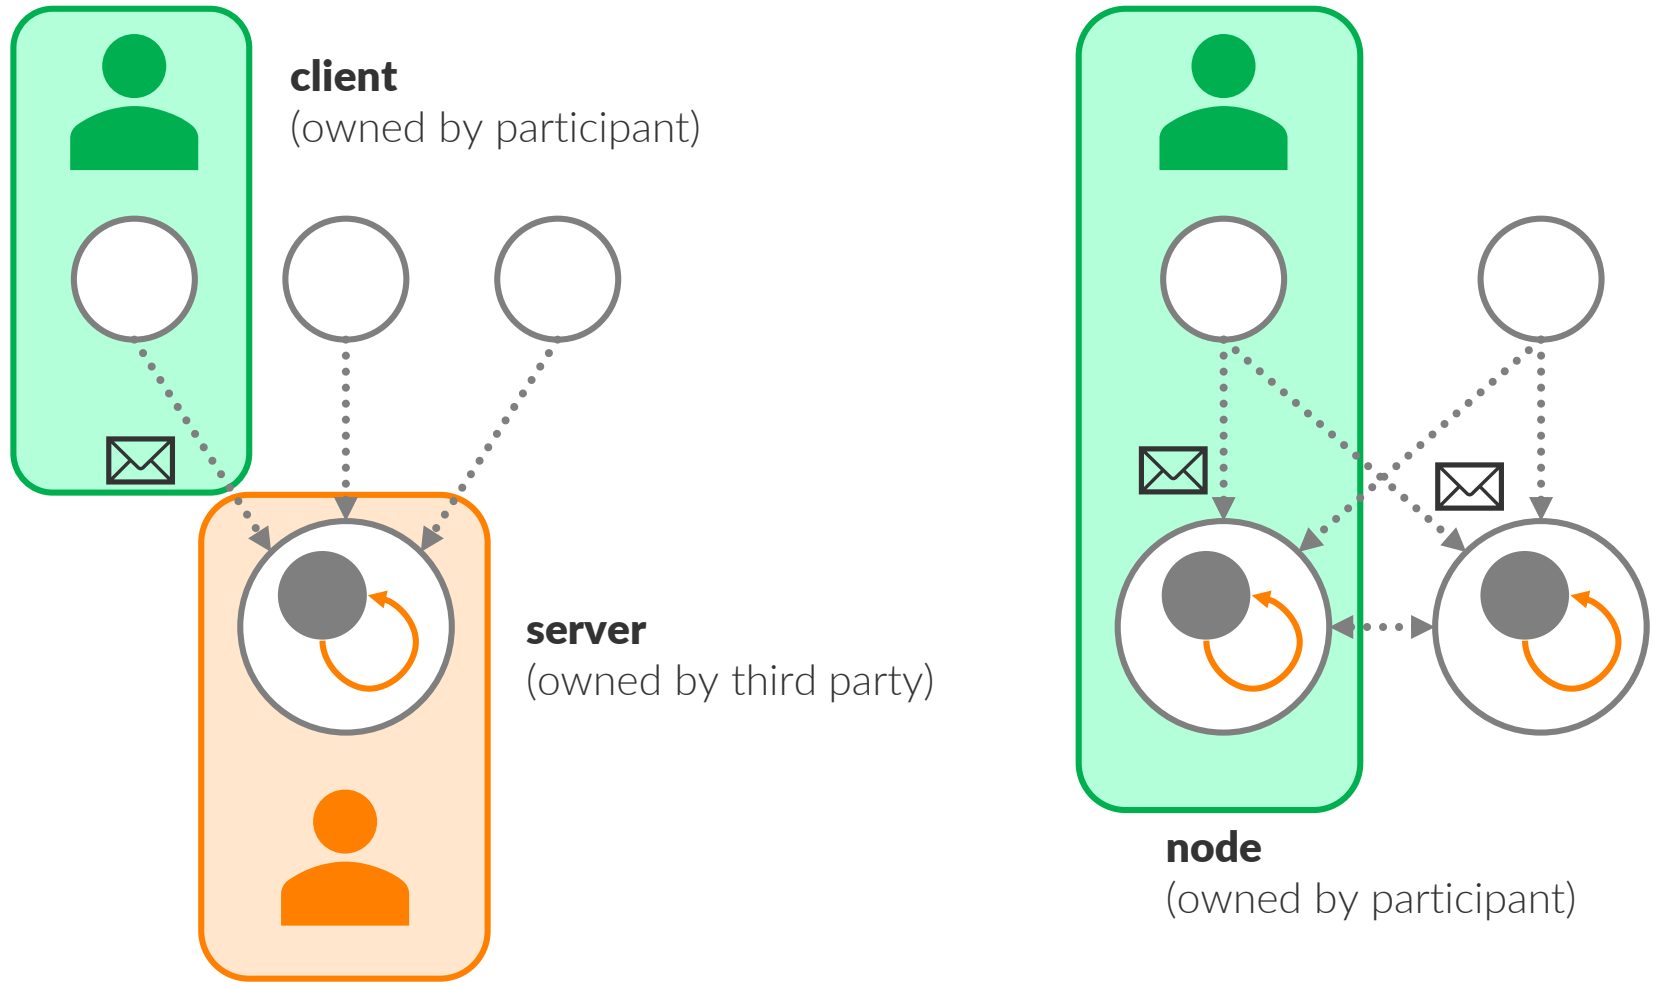 client
(owned by participant)
server
(owned by third party)
node
(owned by participant)